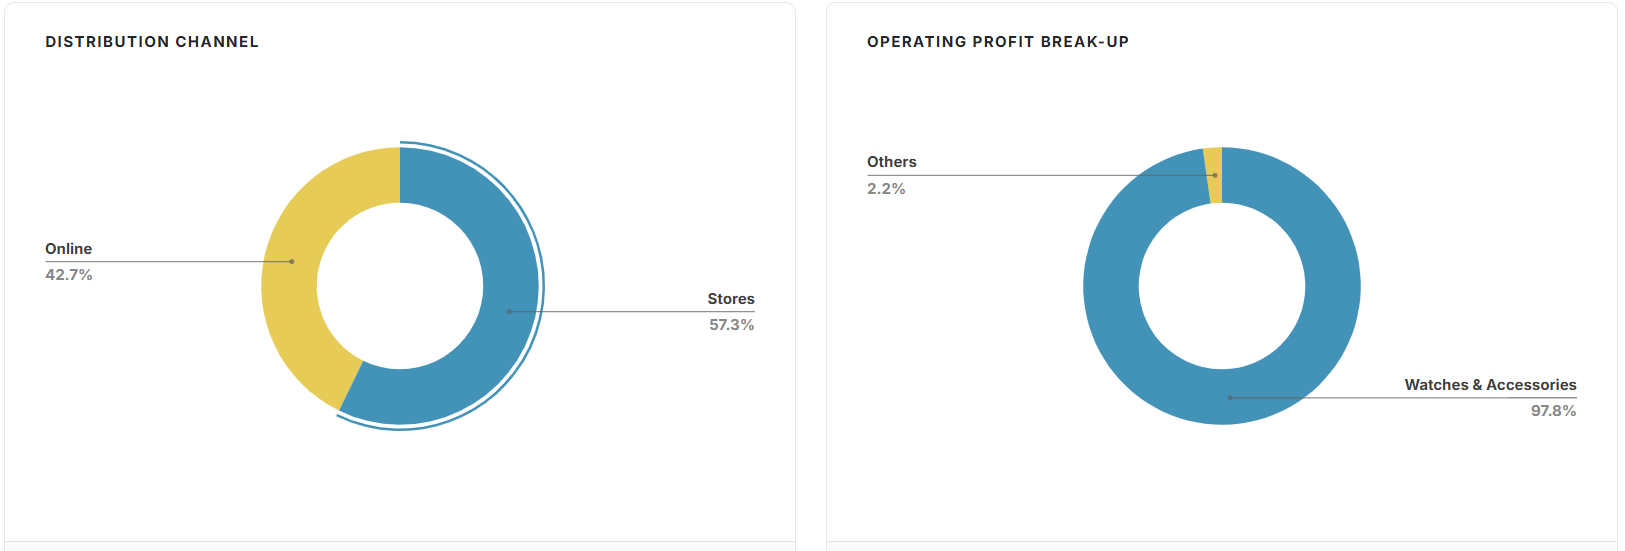 DISTRIBUTION CHANNEL
Online
42.7%
Stores
57.3%
OPERATING PROFIT BREAK-UP
Others
2.2%
Watches & Accessories
97.8%